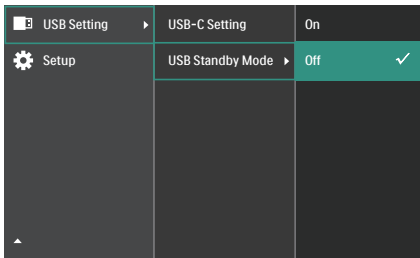 USB Setting
USB-C Setting
On
Setup
USB Standby Mode
Off